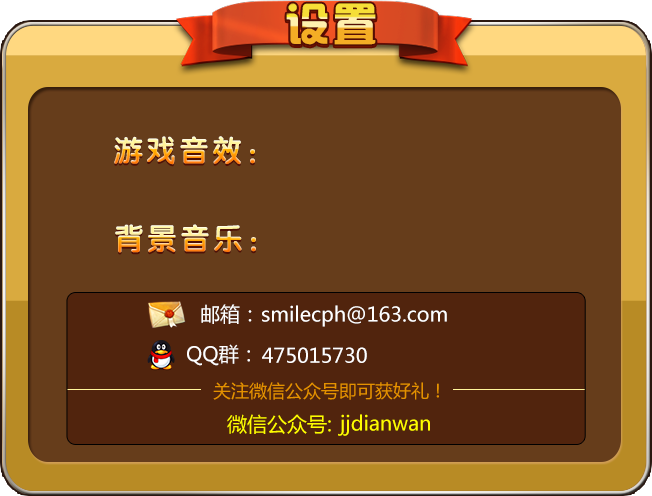 设置
游戏音效：
背景音乐：
邮箱：smilecph@163.com
QQ群：475015730
关注微信公众号即可获好礼！
微信公众号: jjdianwan